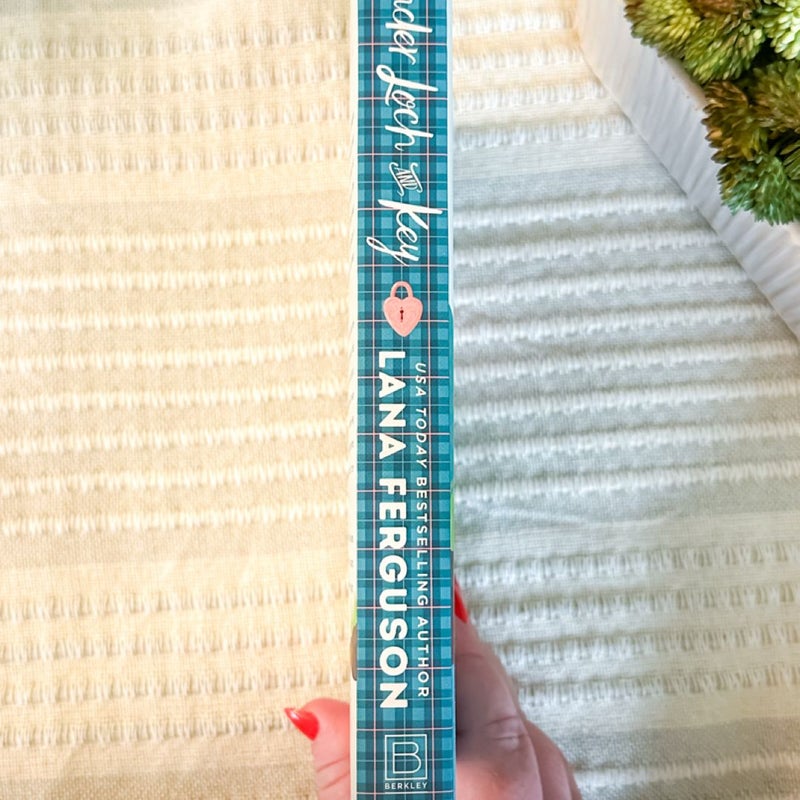 Loch AND Key
USA TODAY BESTSELLING AUTHOR
LANA FERGUSON
B
BERKLEY